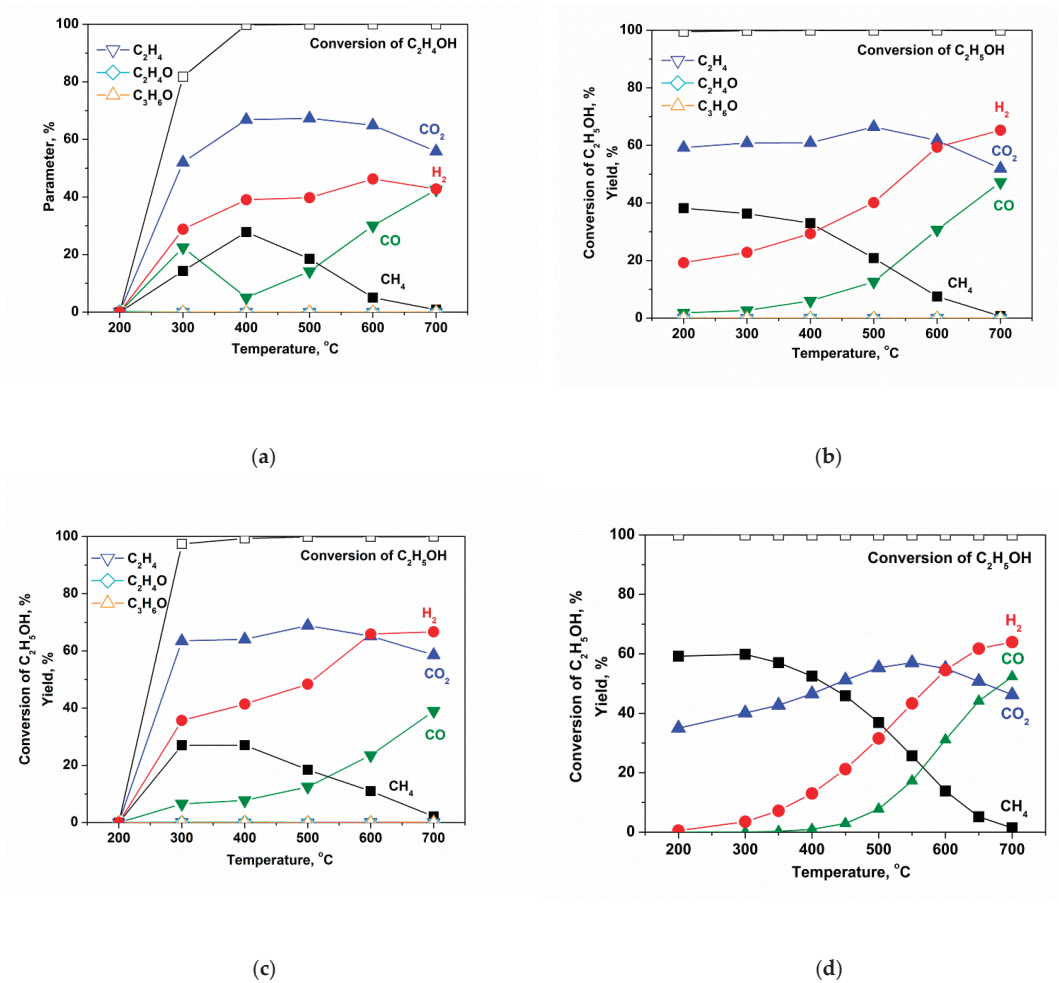 100
80
60
40
20
0
Parameter, %
C₂H₄
C₂H₄O
C₃H₆O
Conversion of C₂H₄OH
CO₂
H₂
CO
CH₄
200 300 400 500 600 700
Temperature, °C
(a)
100
80
60
40
20
0
Conversion of C₂H₅OH, %
Yield, %
C₂H₄
C₂H₄O
C₃H₆O
Conversion of C₂H₅OH
H₂
CO₂
CO
CH₄
200 300 400 500 600 700
Temperature, °C
(b)
100
80
60
40
20
0
Conversion of C₂H₅OH, %
Yield, %
C₂H₄
C₂H₄O
C₃H₆O
Conversion of C₂H₅OH
H₂
CO₂
CO
CH₄
200 300 400 500 600 700
Temperature, °C
(c)
100
80
60
40
20
0
Conversion of C₂H₅OH, %
Yield, %
Conversion of C₂H₅OH
H₂
CO
CO₂
CH₄
200 300 400 500 600 700
Temperature, °C
(d)